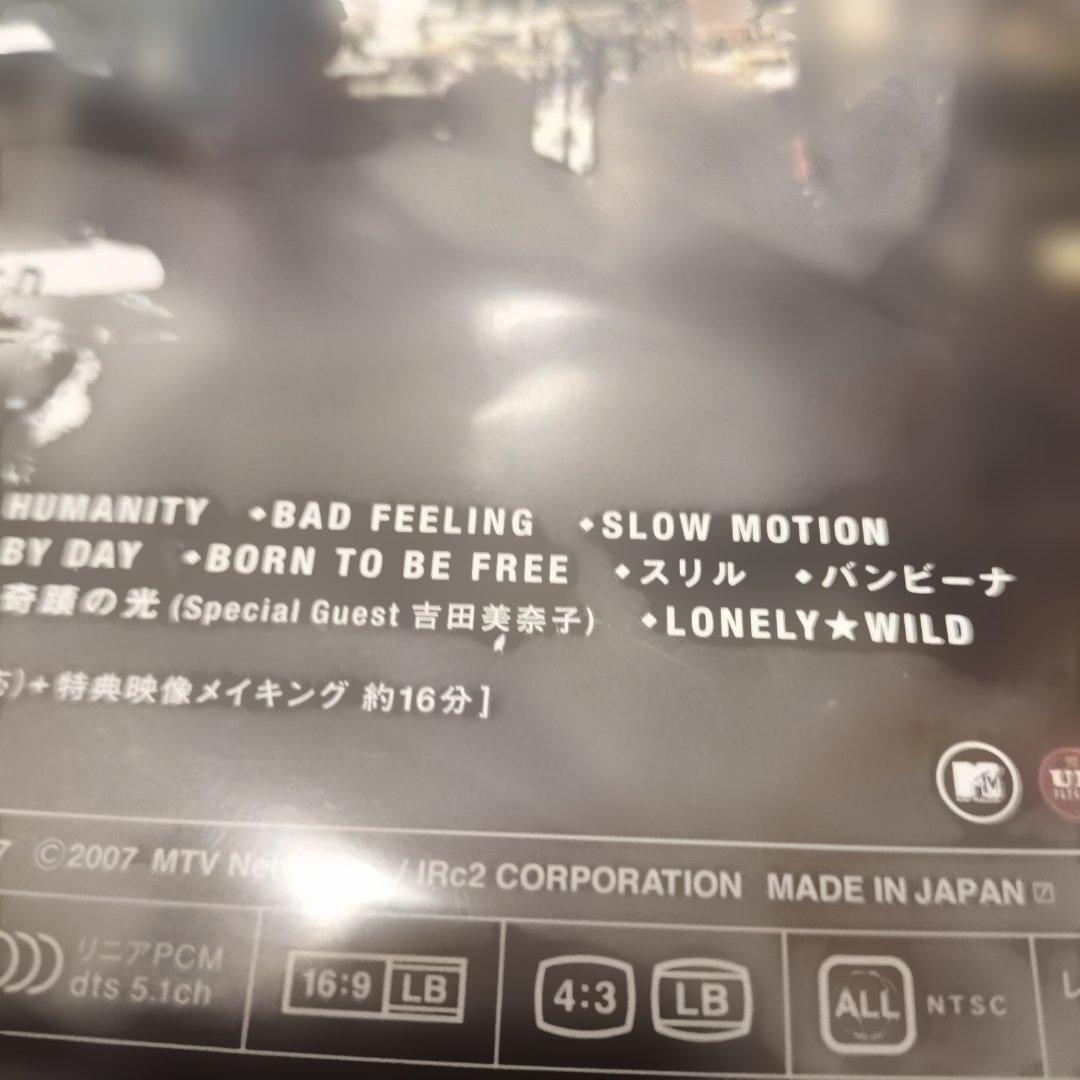 HUMANITY ◆BAD FEELING ◆SLOW MOTION
BY DAY ◆BORN TO BE FREE ◆スリル ◆バンビーナ
奇蹟の光 (Special Guest 吉田美奈子) ◆LONELY★WILD
)+特典映像メイキング 約16分]
MTV
7 ©2007 MTV / IRc2 CORPORATION MADE IN JAPAN
リニアPCM
dts 5.1ch
16:9 LB
4:3 LB
ALL NTSC